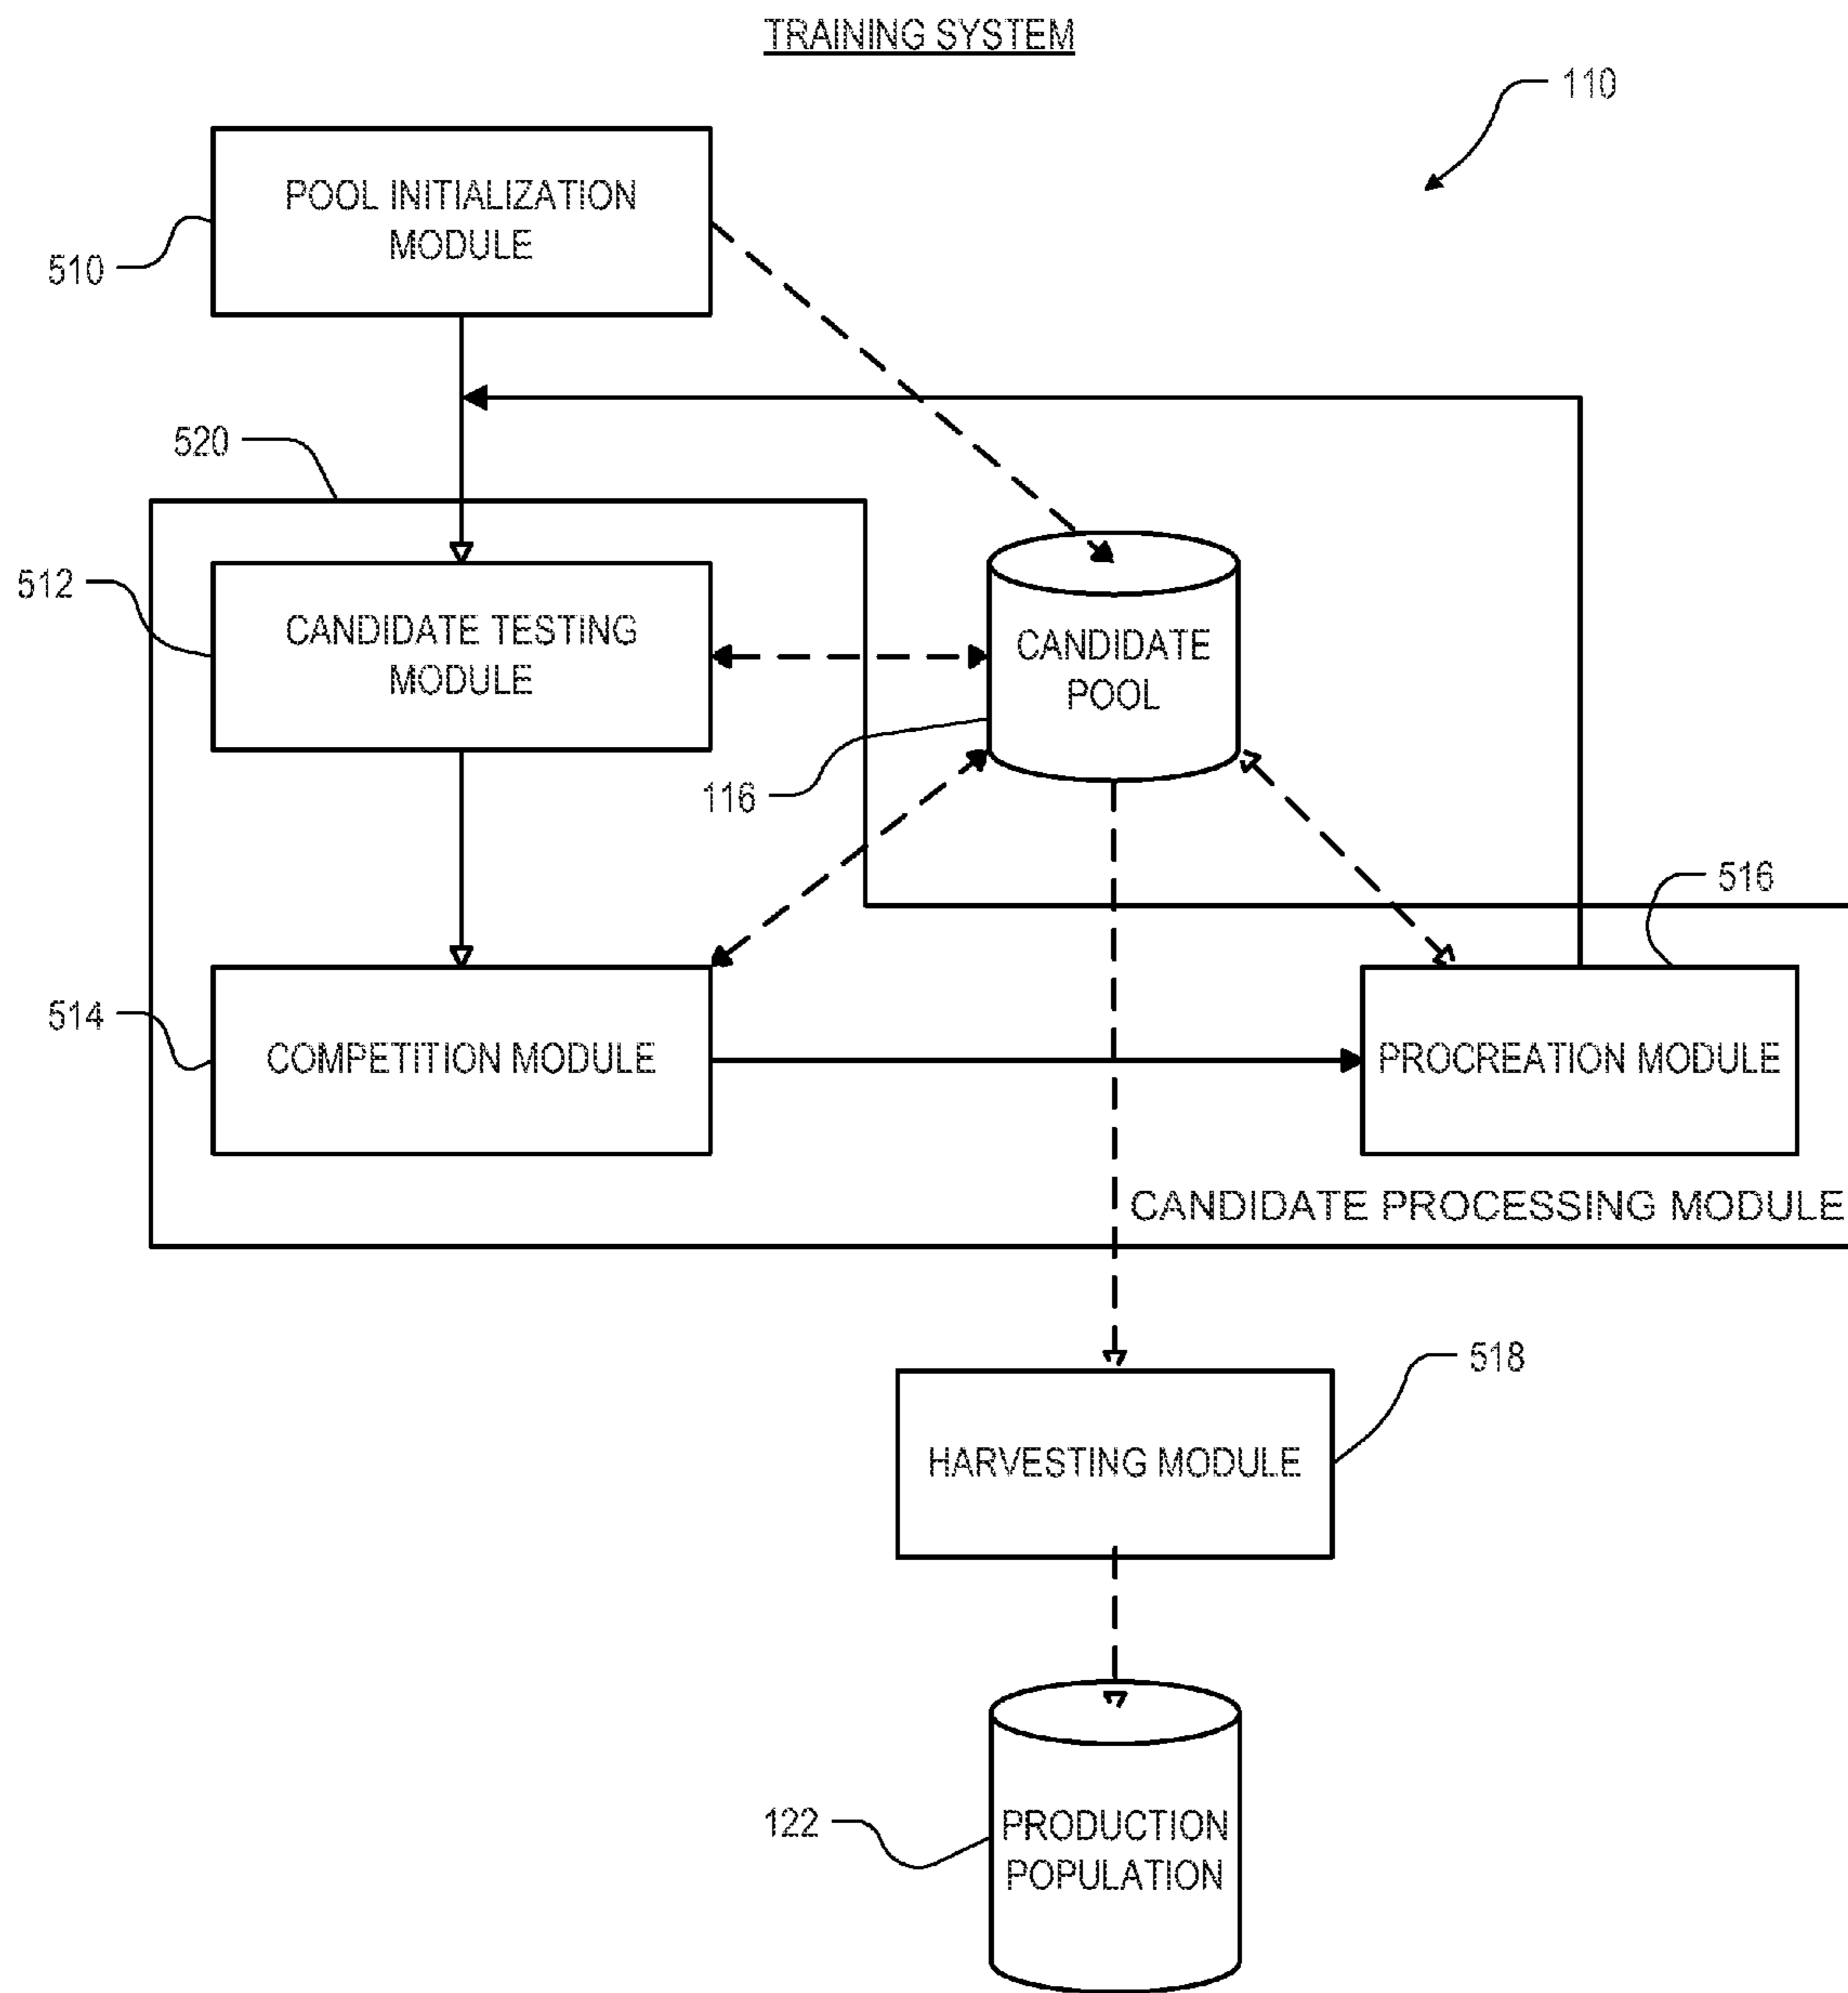 TRAINING SYSTEM
110
POOL INITIALIZATION
MODULE
510
520
512
CANDIDATE TESTING
MODULE
CANDIDATE
POOL
116
516
514
COMPETITION MODULE
PROCREATION MODULE
CANDIDATE PROCESSING MODULE
518
HARVESTING MODULE
122
PRODUCTION
POPULATION